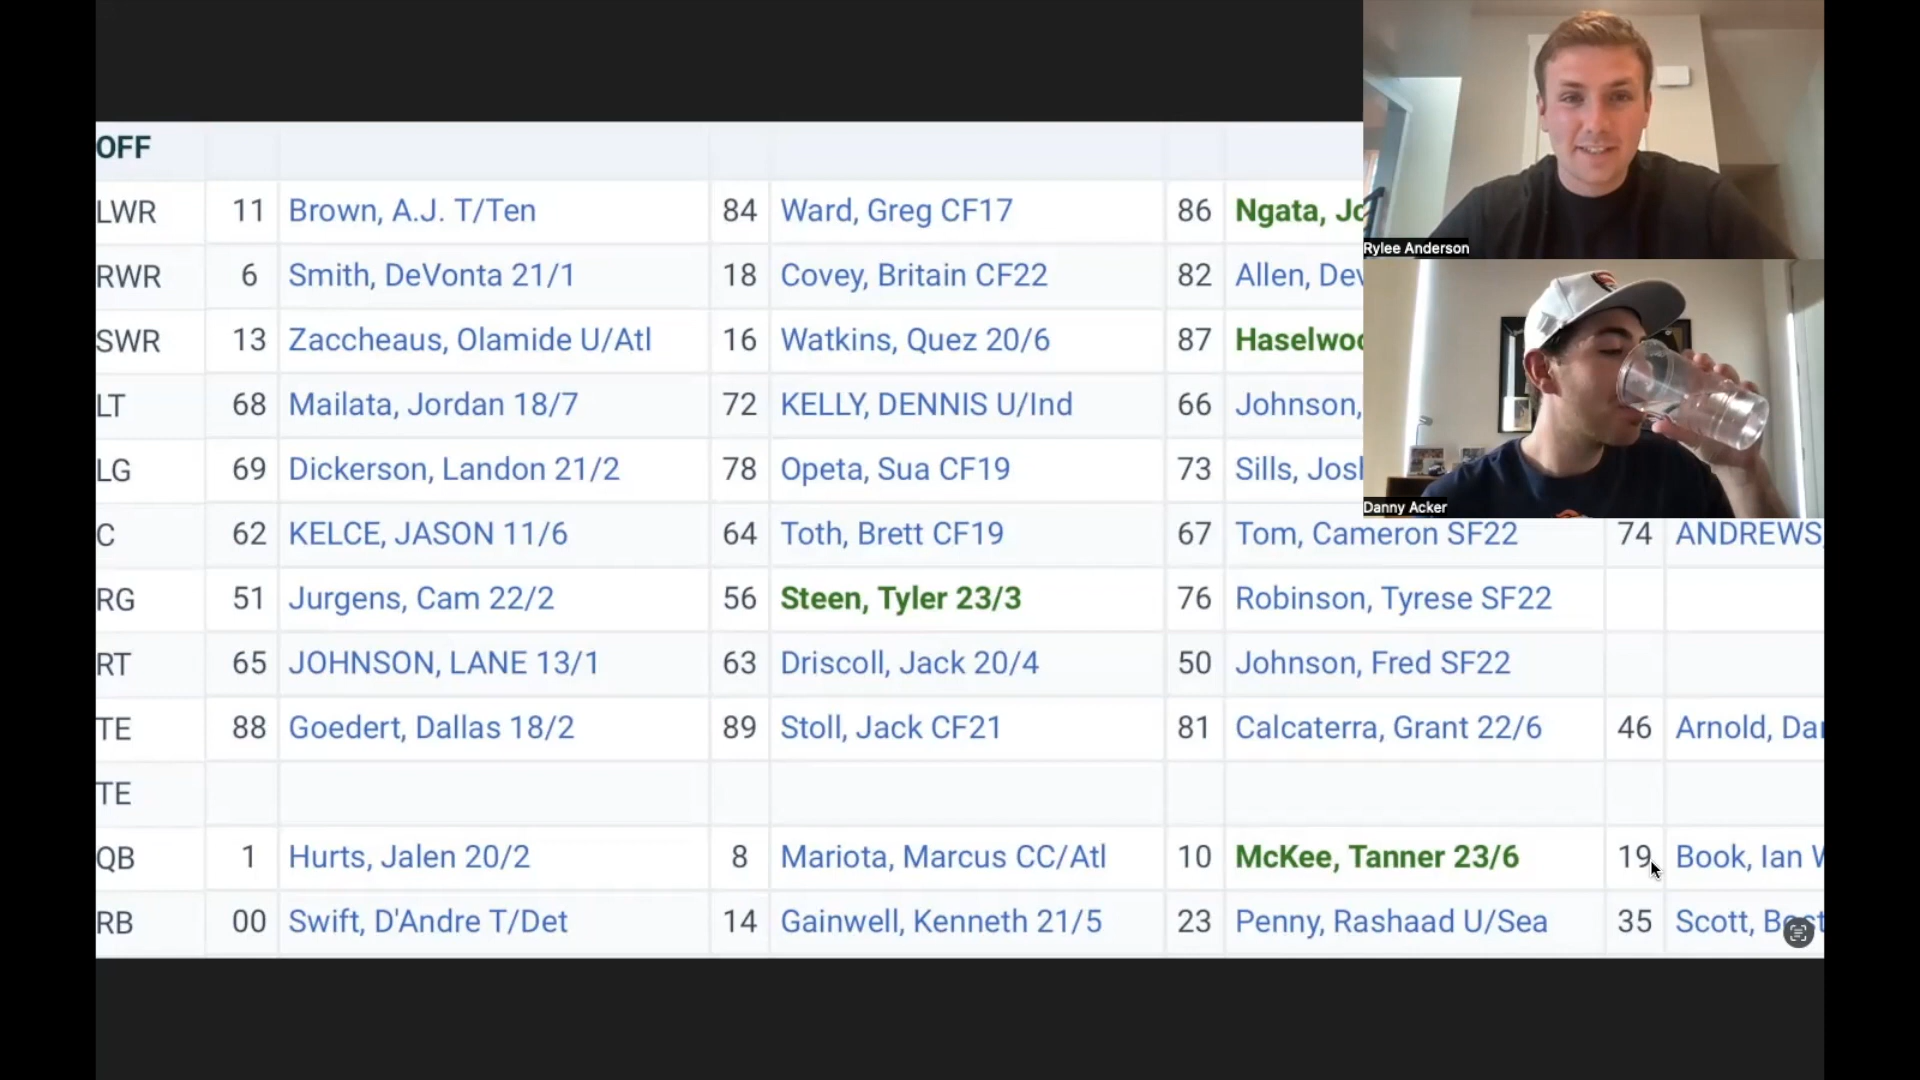 OFF
LWR 11 Brown, A.J. T/Ten 84 Ward, Greg CF17 86 Ngata,
RWR 6 Smith, DeVonta 21/1 18 Covey, Britain CF22 82 Allen,
SWR 13 Zaccheaus, Olamide U/Atl 16 Watkins, Quez 20/6 87
LT 68 Mailata, Jordan 18/7 72 KELLY, DENNIS U/Ind 66 Johnson,
LG 69 Dickerson, Landon 21/2 78 Opeta, Sua CF19 73 Sills,
C 62 KELCE, JASON 11/6 64 Toth, Brett CF19 67 Tom, Cameron SF22 74 ANDREWS,
RG 51 Jurgens, Cam 22/2 56 Steen, Tyler 23/3 76 Robinson, Tyrese SF22
RT 65 JOHNSON, LANE 13/1 63 Driscoll, Jack 20/4 50 Johnson, Fred SF22
TE 88 Goedert, Dallas 18/2 89 Stoll, Jack CF21 81 Calcaterra, Grant 22/6 46 Arnold,
TE
QB 1 Hurts, Jalen 20/2 8 Mariota, Marcus CC/Atl 10 McKee, Tanner 23/6 19 Book, Ian
RB 00 Swift, D'Andre T/Det 14 Gainwell, Kenneth 21/5 23 Penny, Rashaad U/Sea 35 Scott,
Rylee Anderson
Danny Acker